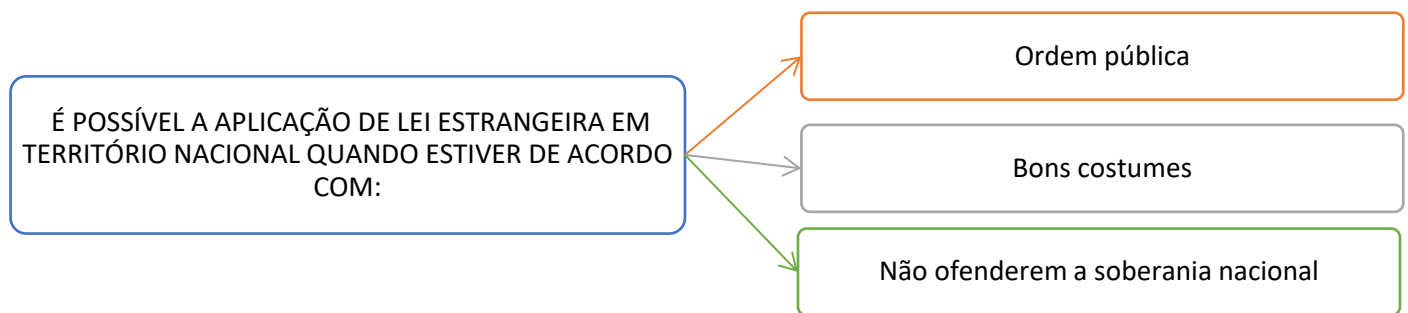 É POSSÍVEL A APLICAÇÃO DE LEI ESTRANGEIRA EM
TERRITÓRIO NACIONAL QUANDO ESTIVER DE ACORDO
COM:
Ordem pública
Bons costumes
Não ofenderem a soberania nacional